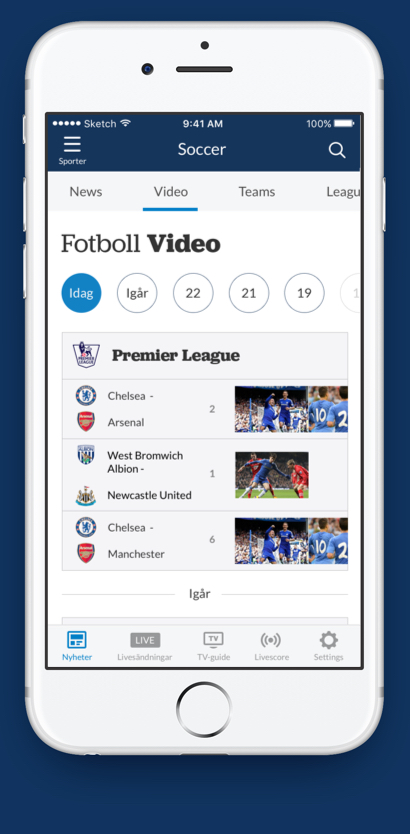 Sketch 9:41 AM 100%
Sporter Soccer
News Video Teams Leagu
Fotboll Video
Idag Igår 22 21 19 1
Premier League
Chelsea -
2
Arsenal
West Bromwich
Albion -
1
Newcastle United
Chelsea -
6
Manchester
Igår
LIVE TV
Nyheter Livesändningar TV-guide Livescore Settings